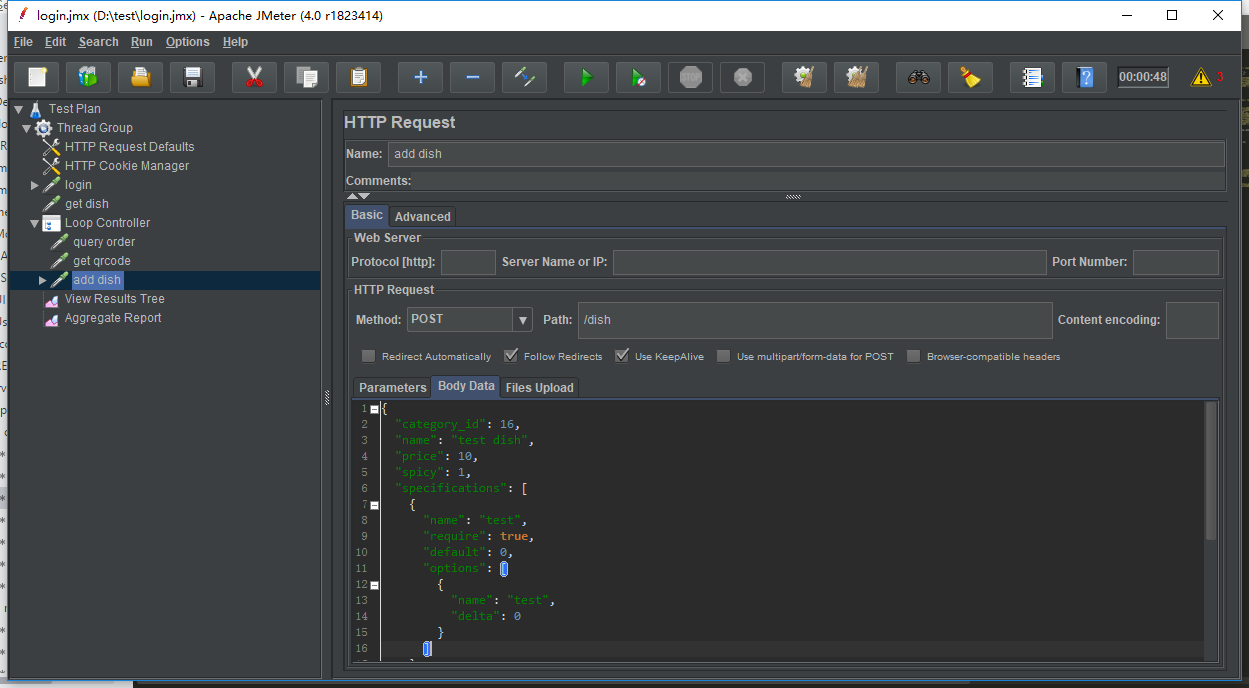 login.jmx (D:\test\login.jmx) - Apache JMeter (4.0 r1823414)
File Edit Search Run Options Help
STOP
00:00:48
3
Test Plan
Thread Group
HTTP Request Defaults
HTTP Cookie Manager
login
get dish
Loop Controller
query order
get qrcode
add dish
View Results Tree
Aggregate Report
HTTP Request
Name: add dish
Comments:
Basic Advanced
Web Server
Protocol [http]: Server Name or IP: Port Number:
HTTP Request
Method: POST Path: /dish Content encoding:
Redirect Automatically Follow Redirects Use KeepAlive Use multipart/form-data for POST Browser-compatible headers
Parameters Body Data Files Upload
1 {
2 "category_id": 16,
3 "name": "test dish",
4 "price": 10,
5 "spicy": 1,
6 "specifications": [
7 {
8 "name": "test",
9 "require": true,
10 "default": 0,
11 "options": [
12 {
13 "name": "test",
14 "delta": 0
15 }
16 ]